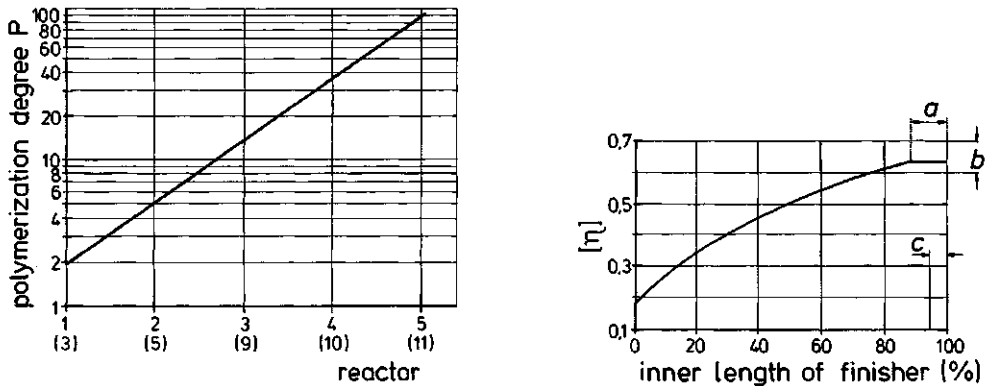 polymerization degree P
100
80
60
40
20
10
8
6
4
2
1
1 2 3 4 5
(3) (5) (9) (10) (11)
reactor
[η]
0,7
0,5
0,3
0,1
a
b
c
0 20 40 60 80 100
inner length of finisher (%)